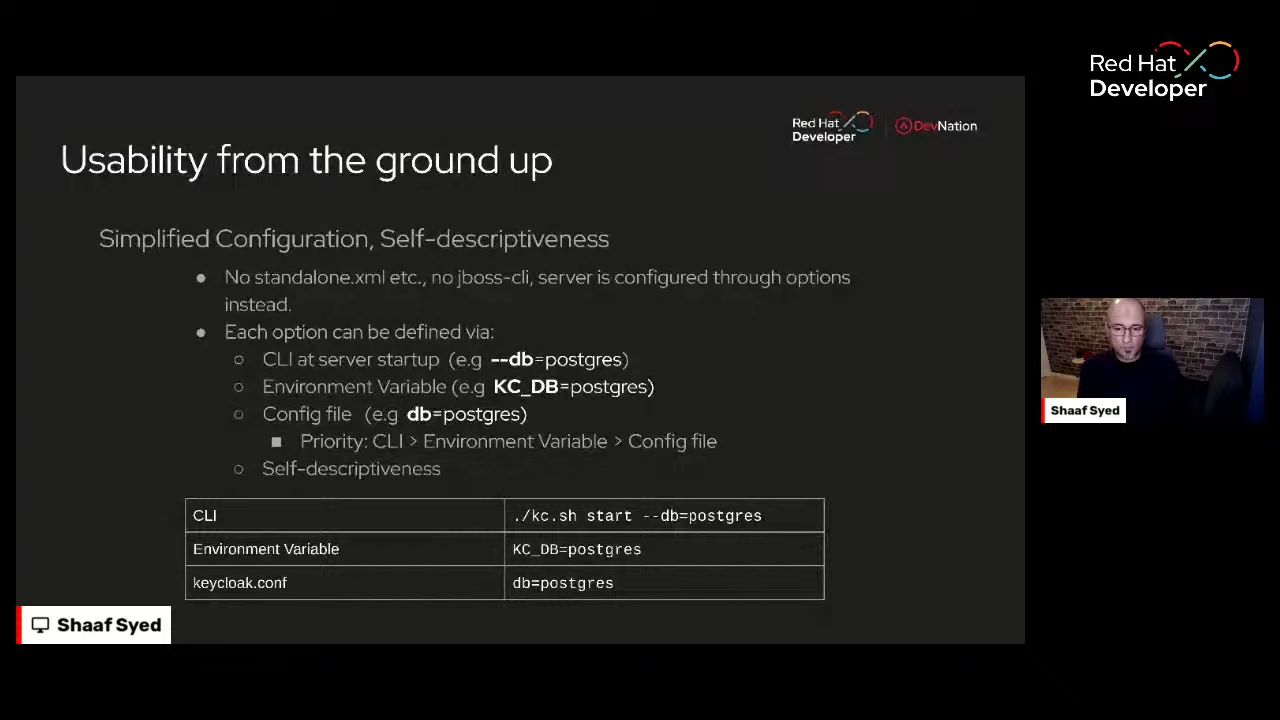 Red Hat
Developer
Red Hat
Developer
DevNation
Usability from the ground up
Simplified Configuration, Self-descriptiveness
● No standalone.xml etc., no jboss-cli, server is configured through options
instead.
● Each option can be defined via:
○ CLI at server startup (e.g --db=postgres)
○ Environment Variable (e.g KC_DB=postgres)
○ Config file (e.g db=postgres)
■ Priority: CLI > Environment Variable > Config file
○ Self-descriptiveness
CLI ./kc.sh start --db=postgres
Environment Variable KC_DB=postgres
keycloak.conf db=postgres
Shaaf Syed
Shaaf Syed